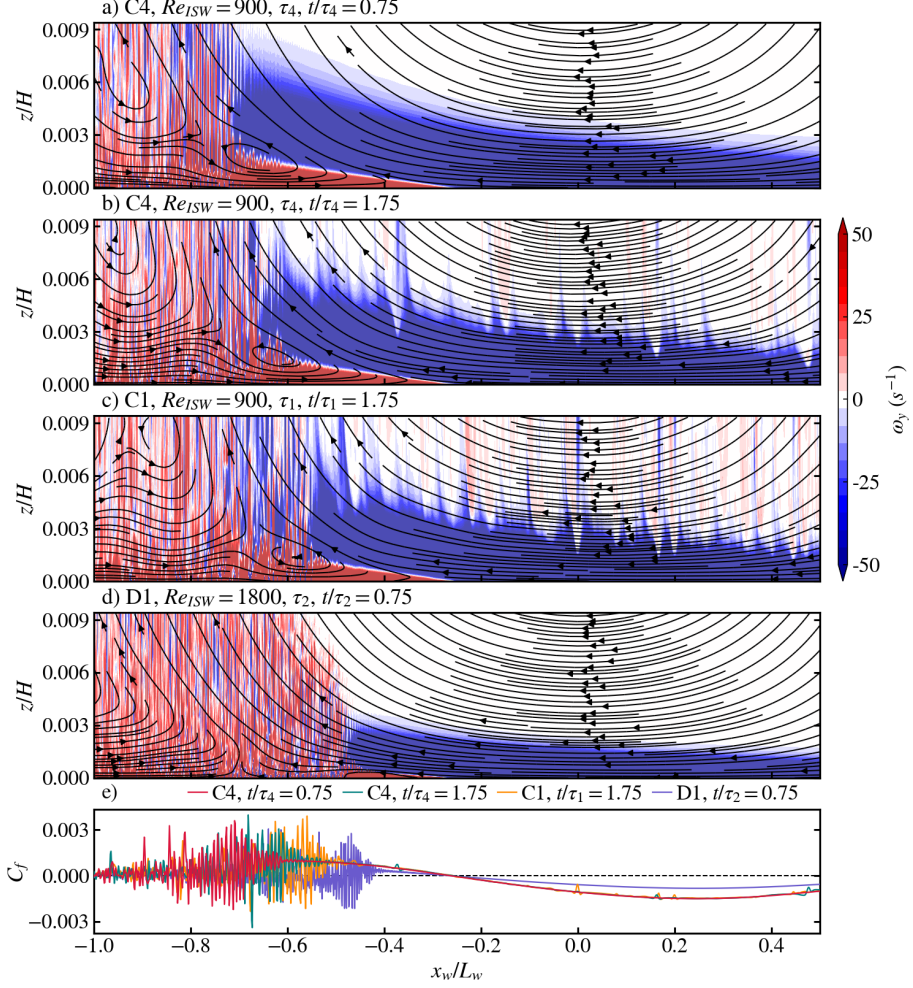 a) C4, Re_ISW = 900, τ₄, t/τ₄ = 0.75
0.009
0.006
0.003
0.000
z/H
b) C4, Re_ISW = 900, τ₄, t/τ₄ = 1.75
0.009
0.006
0.003
0.000
z/H
c) C1, Re_ISW = 900, τ₁, t/τ₁ = 1.75
0.009
0.006
0.003
0.000
z/H
d) D1, Re_ISW = 1800, τ₂, t/τ₂ = 0.75
0.009
0.006
0.003
0.000
z/H
50
25
0
-25
-50
ω_y (s⁻¹)
e)
C4, t/τ₄ = 0.75
C4, t/τ₄ = 1.75
C1, t/τ₁ = 1.75
D1, t/τ₂ = 0.75
0.003
0.000
−0.003
C_f
−1.0 −0.8 −0.6 −0.4 −0.2 0.0 0.2 0.4
x_w/L_w